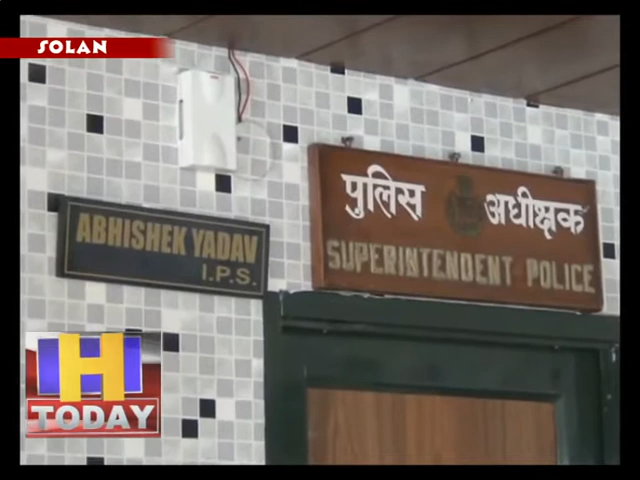 SOLAN
पुलिस अधीक्षक
SUPERINTENDENT POLICE
ABHISHEK YADAV
I.P.S.
H
TODAY